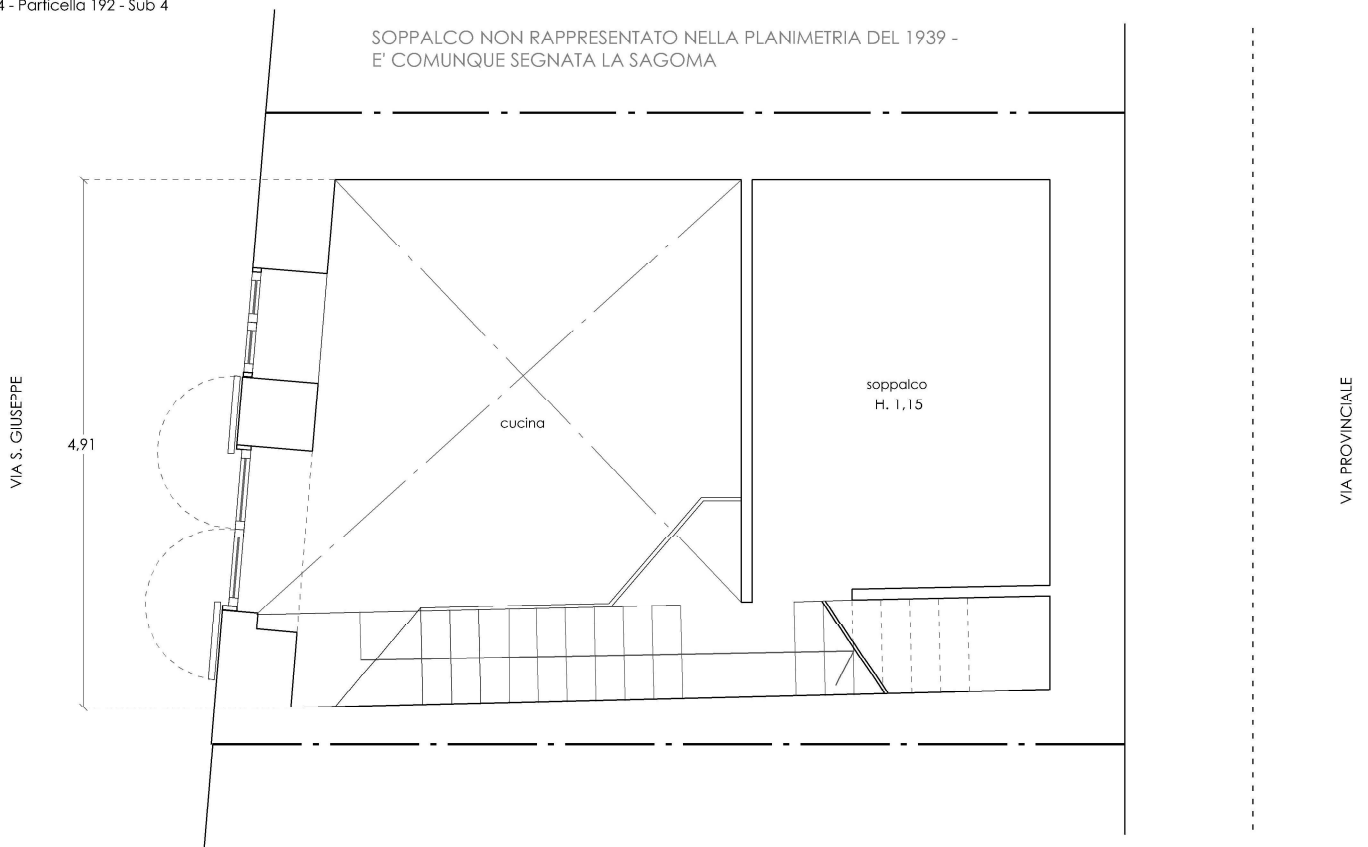 4 - Particella 192 - Sub 4
SOPPALCO NON RAPPRESENTATO NELLA PLANIMETRIA DEL 1939 -
E' COMUNQUE SEGNATA LA SAGOMA
VIA S. GIUSEPPE
4,91
cucina
soppalco
H. 1,15
VIA PROVINCIALE